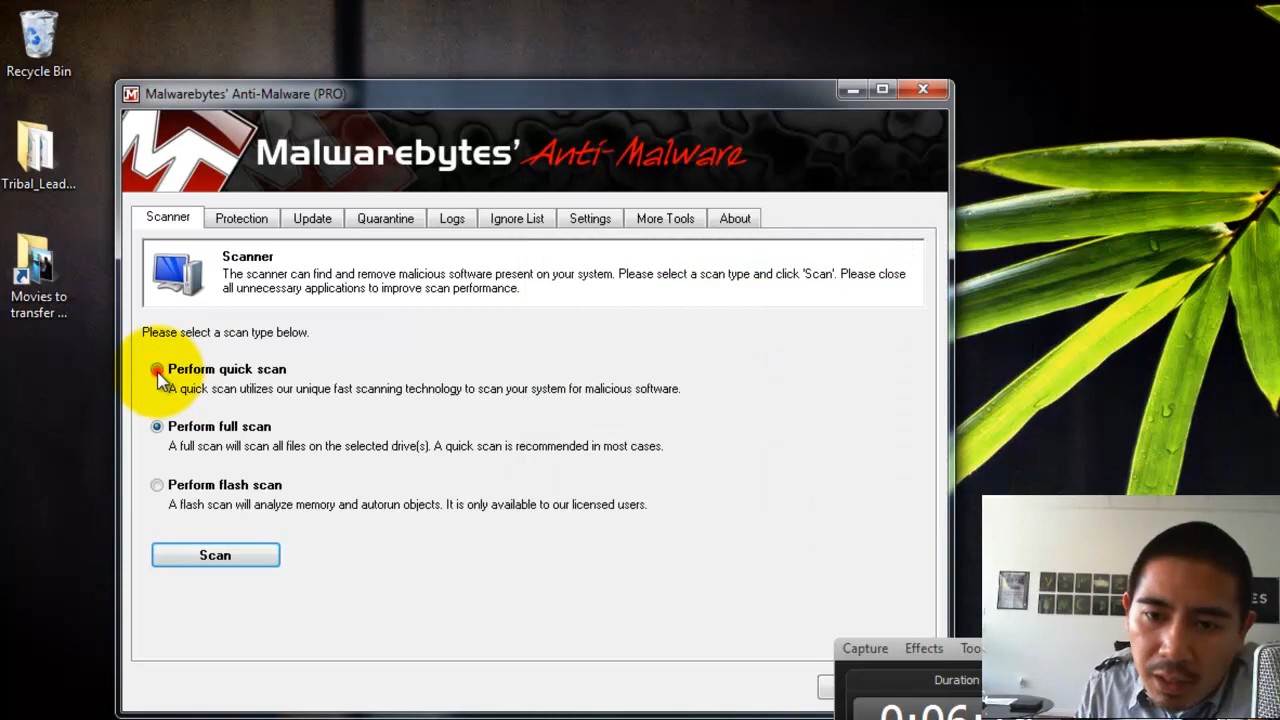 Recycle Bin
Tribal_Lead...
Movies to
transfer ...
Malwarebytes' Anti-Malware (PRO)
Malwarebytes' Anti-Malware
Scanner
Protection
Update
Quarantine
Logs
Ignore List
Settings
More Tools
About
Scanner
The scanner can find and remove malicious software present on your system. Please select a scan type and click 'Scan'. Please close
all unnecessary applications to improve scan performance.
Please select a scan type below.
Perform quick scan
A quick scan utilizes our unique fast scanning technology to scan your system for malicious software.
Perform full scan
A full scan will scan all files on the selected drive(s). A quick scan is recommended in most cases.
Perform flash scan
A flash scan will analyze memory and autorun objects. It is only available to our licensed users.
Scan
Capture
Effects
Too
Duration
0:06